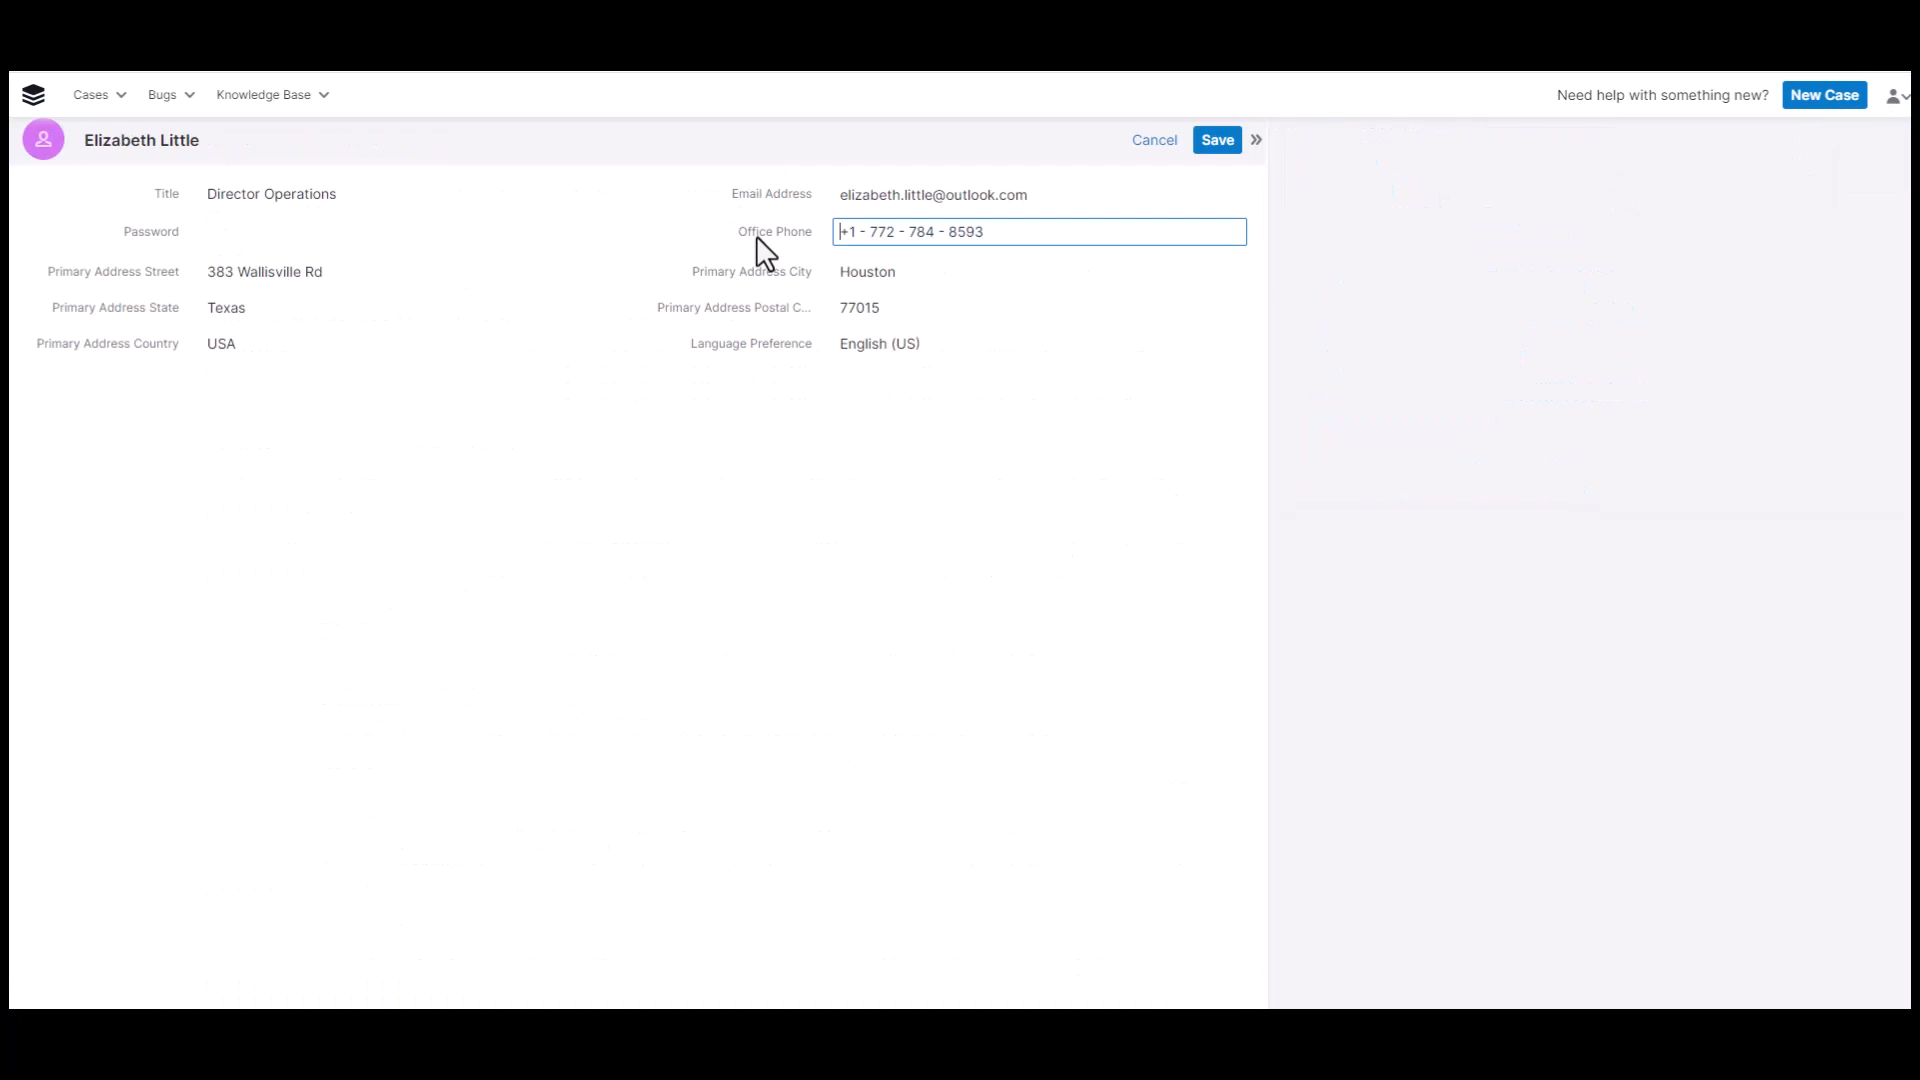 Cases Bugs Knowledge Base Need help with something new? New Case
Elizabeth Little Cancel Save
Title Director Operations Email Address elizabeth.little@outlook.com
Password Office Phone +1 - 772 - 784 - 8593
Primary Address Street 383 Wallisville Rd Primary Address City Houston
Primary Address State Texas Primary Address Postal C... 77015
Primary Address Country USA Language Preference English (US)